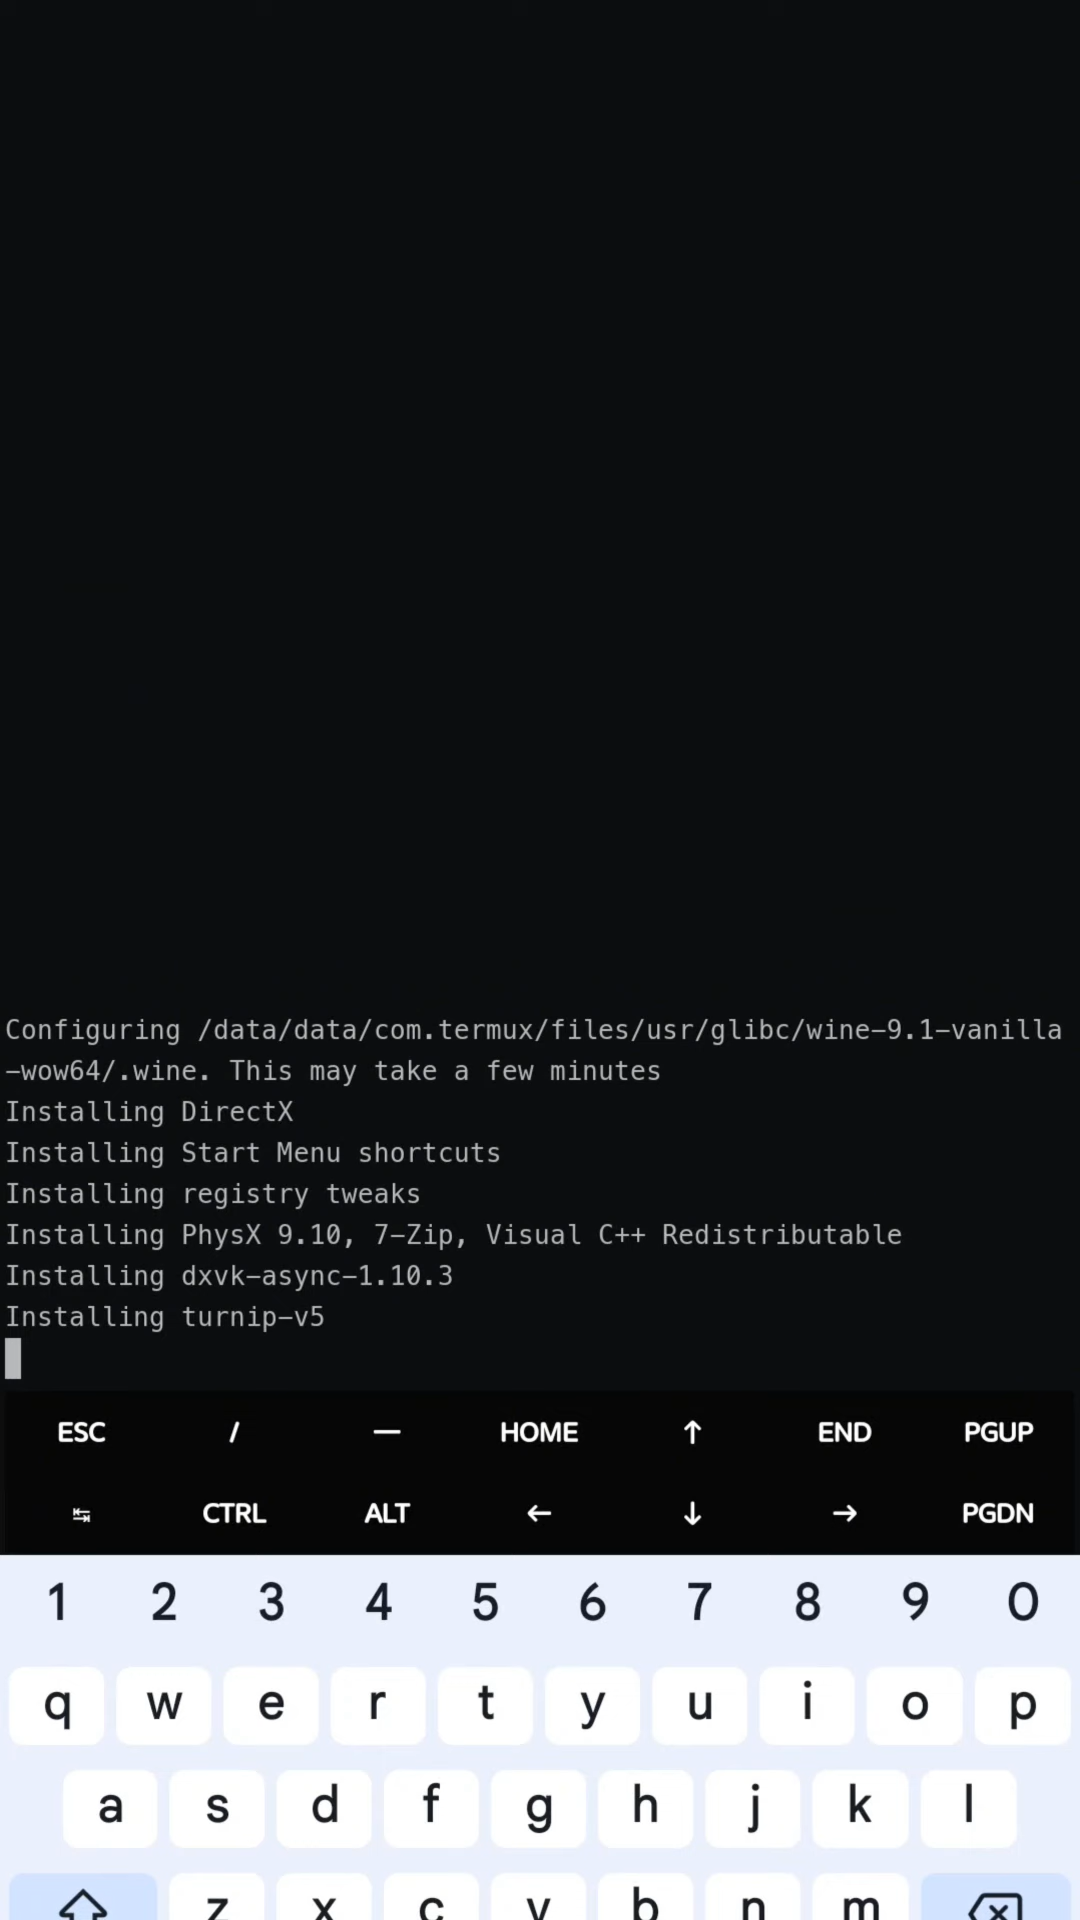 Configuring /data/data/com.termux/files/usr/glibc/wine-9.1-vanilla
-wow64/.wine. This may take a few minutes
Installing DirectX
Installing Start Menu shortcuts
Installing registry tweaks
Installing PhysX 9.10, 7-Zip, Visual C++ Redistributable
Installing dxvk-async-1.10.3
Installing turnip-v5
ESC / — HOME ↑ END PGUP
↹ CTRL ALT ← ↓ → PGDN
1 2 3 4 5 6 7 8 9 0
q w e r t y u i o p
a s d f g h j k l
z x c v b n m